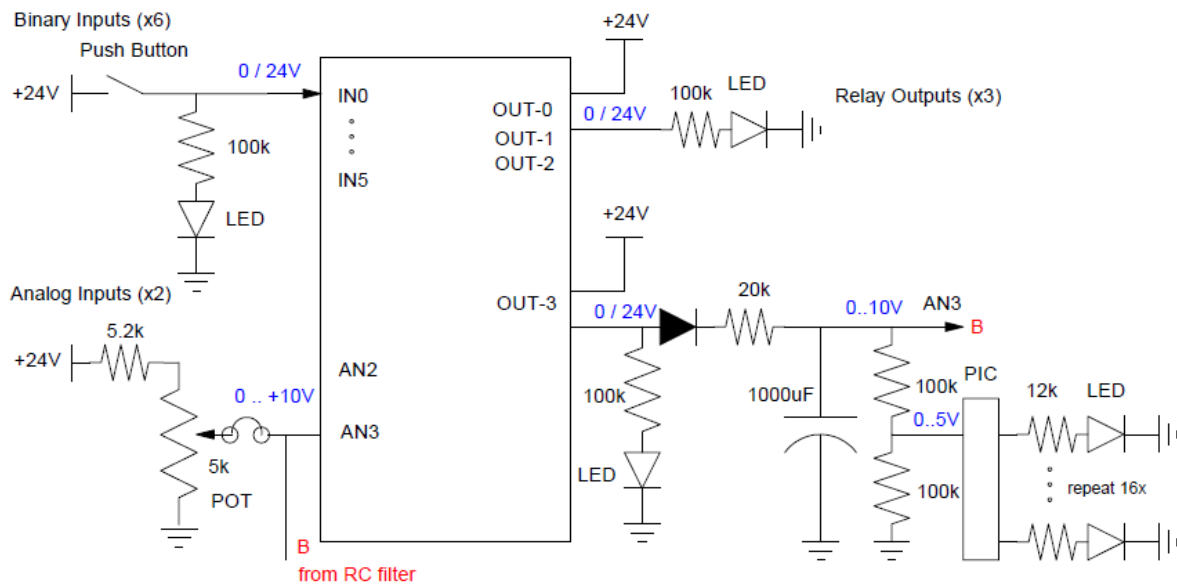 Binary Inputs (x6)
Push Button
+24V
0 / 24V
100k
LED
Analog Inputs (x2)
5.2k
+24V
0 .. +10V
5k
POT
B
from RC filter
IN0
IN5
AN2
AN3
OUT-0
OUT-1
OUT-2
OUT-3
+24V
0 / 24V
100k
LED
Relay Outputs (x3)
+24V
0 / 24V
20k
0..10V
AN3
B
100k
LED
1000uF
100k
0..5V
100k
PIC
12k
LED
repeat 16x